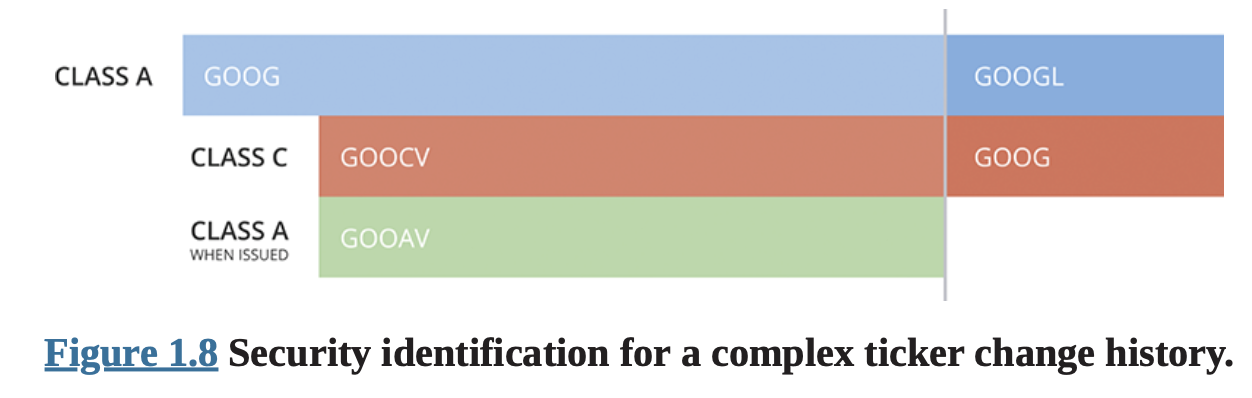 CLASS A GOOG GOOGL
CLASS C GOOCV GOOG
CLASS A GOOAV
WHEN ISSUED
Figure 1.8 Security identification for a complex ticker change history.